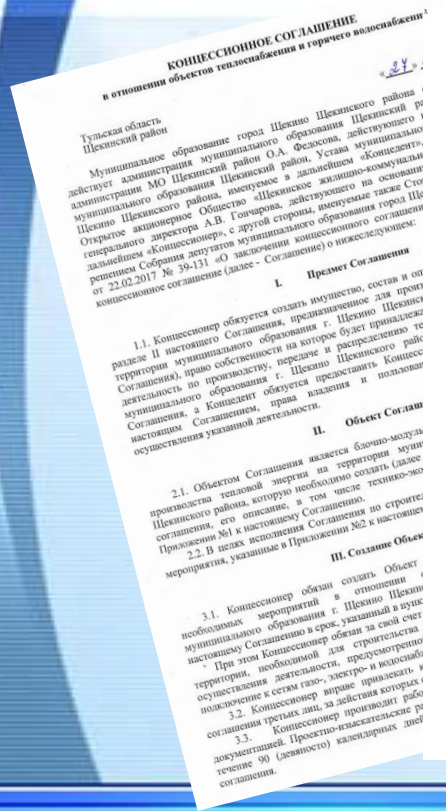 КОНЦЕССИОННОЕ СОГЛАШЕНИЕ
в отношении объектов теплоснабжения и горячего водоснабжения
« 27 »
Тульская область
Щекинский район
Муниципальное образование город Щекино Щекинского района
действует администрация муниципального образования Щекинский
администрации МО Щекинский район О.А. Федосова, действующего
муниципального образования Щекинский район, Устава муниципального
Щекино Щекинского района, именуемое в дальнейшем «Концедент»,
Открытое акционерное Общество «Щекинское жилищно-коммунальн
генерального директора А.В. Гончарова, действующего на основани
дальнейшем «Концессионер», с другой стороны, именуемые также Сто
решением Собрания депутатов муниципального образования город Ще
от 22.02.2017 № 39-131 «О заключении концессионного соглашени
концессионное соглашение (далее - Соглашение) о нижеследующем:
I. Предмет Соглашения
1.1. Концессионер обязуется создать имущество, состав и оп
разделе II настоящего Соглашения, предназначенное для произ
территории муниципального образования г. Щекино Щекинск
Соглашения), право собственности на которое будет принадлежа
деятельность по производству, передаче и распределению те
муниципального образования г. Щекино Щекинского райо
Соглашения, а Концедент обязуется предоставить Концесс
настоящим Соглашением, права владения и пользован
осуществления указанной деятельности.
II. Объект Соглаш
2.1. Объектом Соглашения является блочно-модуль
производства тепловой энергии на территории муни
Щекинского района, которую необходимо создать (далее
соглашения, его описание, в том числе технико-эко
Приложении №1 к настоящему Соглашению.
2.2. В целях исполнения Соглашения по строител
мероприятия, указанные в Приложении №2 к настоящем
III. Создание Объек
3.1. Концессионер обязан создать Объект
необходимых мероприятий в отношении
муниципального образования г. Щекино Щекин
настоящему Соглашению в срок, указанный в пунк
При этом Концессионер обязан за свой счет
территории, необходимой для строительства
осуществления деятельности, предусмотренно
подключение к сетям газо-, электро- и водоснаб
3.2. Концессионер вправе привлекать к
соглашения третьих лиц, за действия которых
3.3. Концессионер производит рабо
документацией. Проектно-изыскательские ра
течение 90 (девяносто) календарных дней
соглашения.